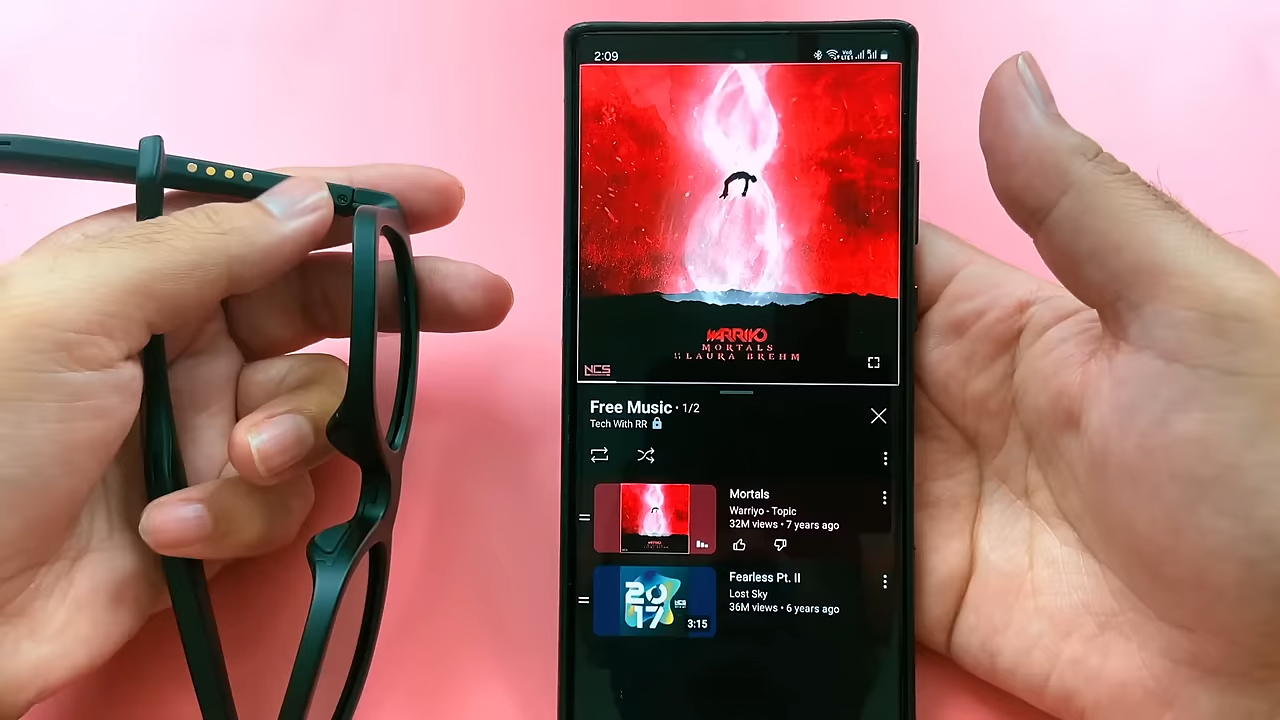 2:09
WARRIYO
MORTALS
LAURA BREHM
NCS
Free Music · 1/2
Tech With RR
Mortals
Warriyo - Topic
32M views · 7 years ago
2017
Fearless Pt. II
Lost Sky
36M views · 6 years ago
3:15